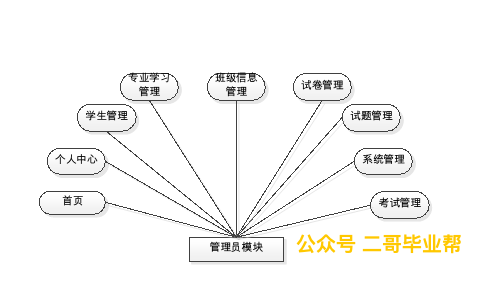 专业学习
管理
班级信息
管理
试卷管理
学生管理
试题管理
个人中心
系统管理
首页
考试管理
管理员模块
公众号 二哥毕业帮